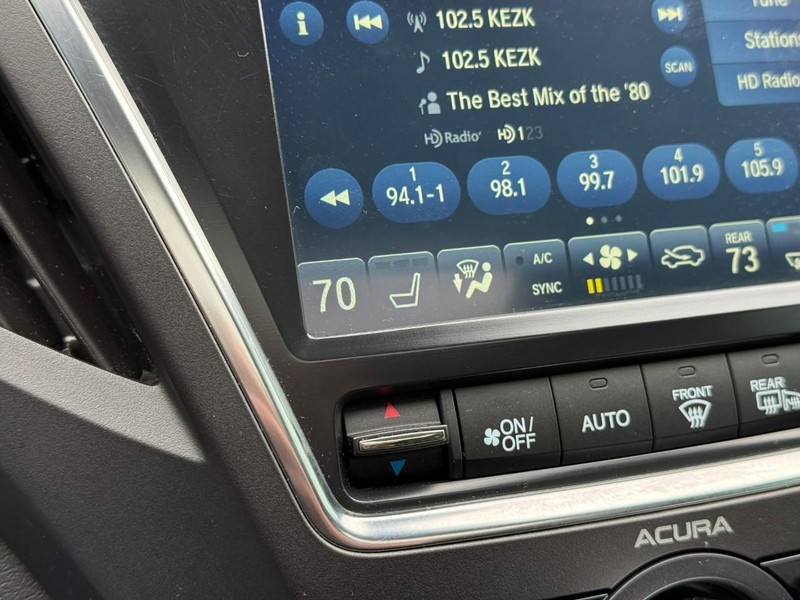 i
102.5 KEZK
Tune
102.5 KEZK
SCAN
Stations
The Best Mix of the '80
HD Radio
HD Radio HD 1 2 3
1 2 3 4 5
94.1-1 98.1 99.7 101.9 105.9
70
A/C
SYNC
REAR
73
ON/
OFF
AUTO
FRONT
REAR
ACURA